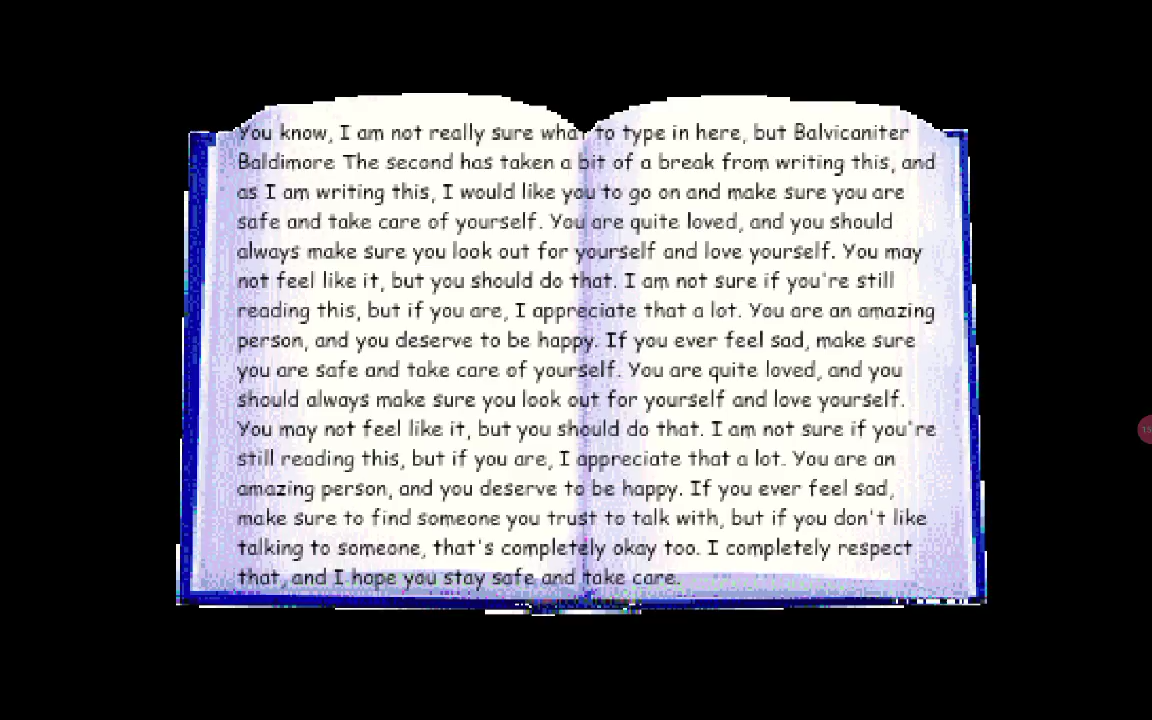 You know, I am not really sure what to type in here, but Balvicaniter
Baldimore The second has taken a bit of a break from writing this, and
as I am writing this, I would like you to go on and make sure you are
safe and take care of yourself. You are quite loved, and you should
always make sure you look out for yourself and love yourself. You may
not feel like it, but you should do that. I am not sure if you're still
reading this, but if you are, I appreciate that a lot. You are an amazing
person, and you deserve to be happy. If you ever feel sad, make sure
you are safe and take care of yourself. You are quite loved, and you
should always make sure you look out for yourself and love yourself.
You may not feel like it, but you should do that. I am not sure if you're
still reading this, but if you are, I appreciate that a lot. You are an
amazing person, and you deserve to be happy. If you ever feel sad,
make sure to find someone you trust to talk with, but if you don't like
talking to someone, that's completely okay too. I completely respect
that, and I hope you stay safe and take care.
15